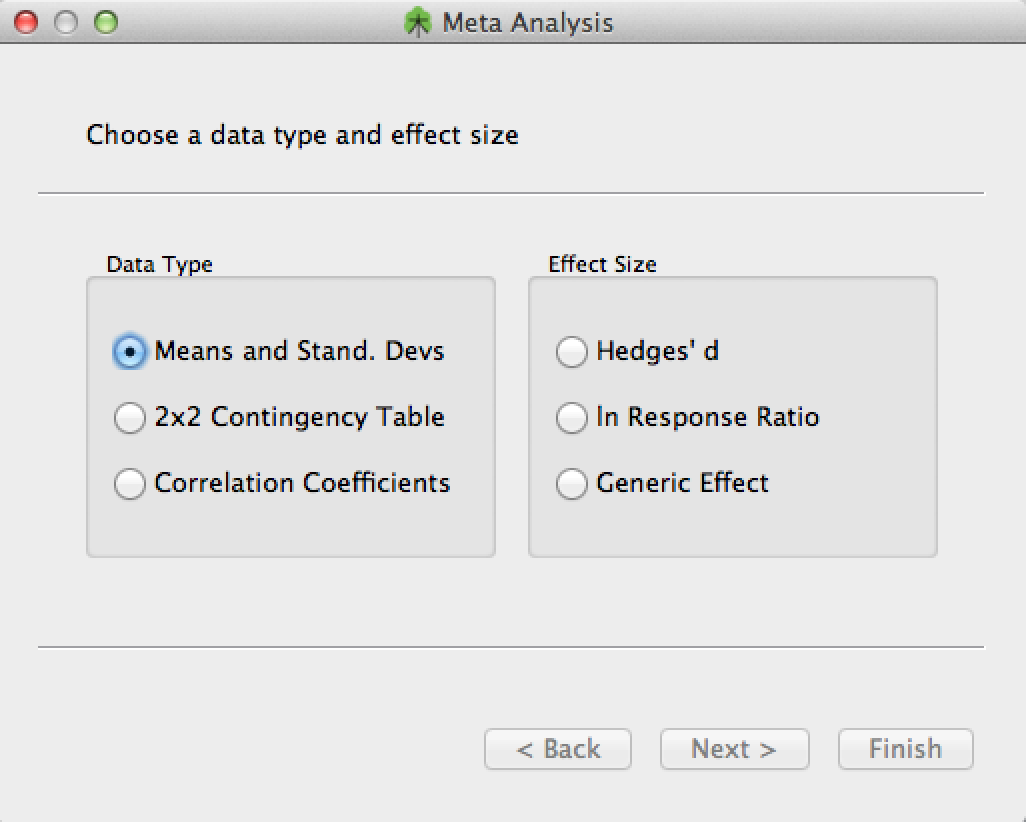 Meta Analysis
Choose a data type and effect size
Data Type
Means and Stand. Devs
2x2 Contingency Table
Correlation Coefficients
Effect Size
Hedges' d
ln Response Ratio
Generic Effect
< Back
Next >
Finish